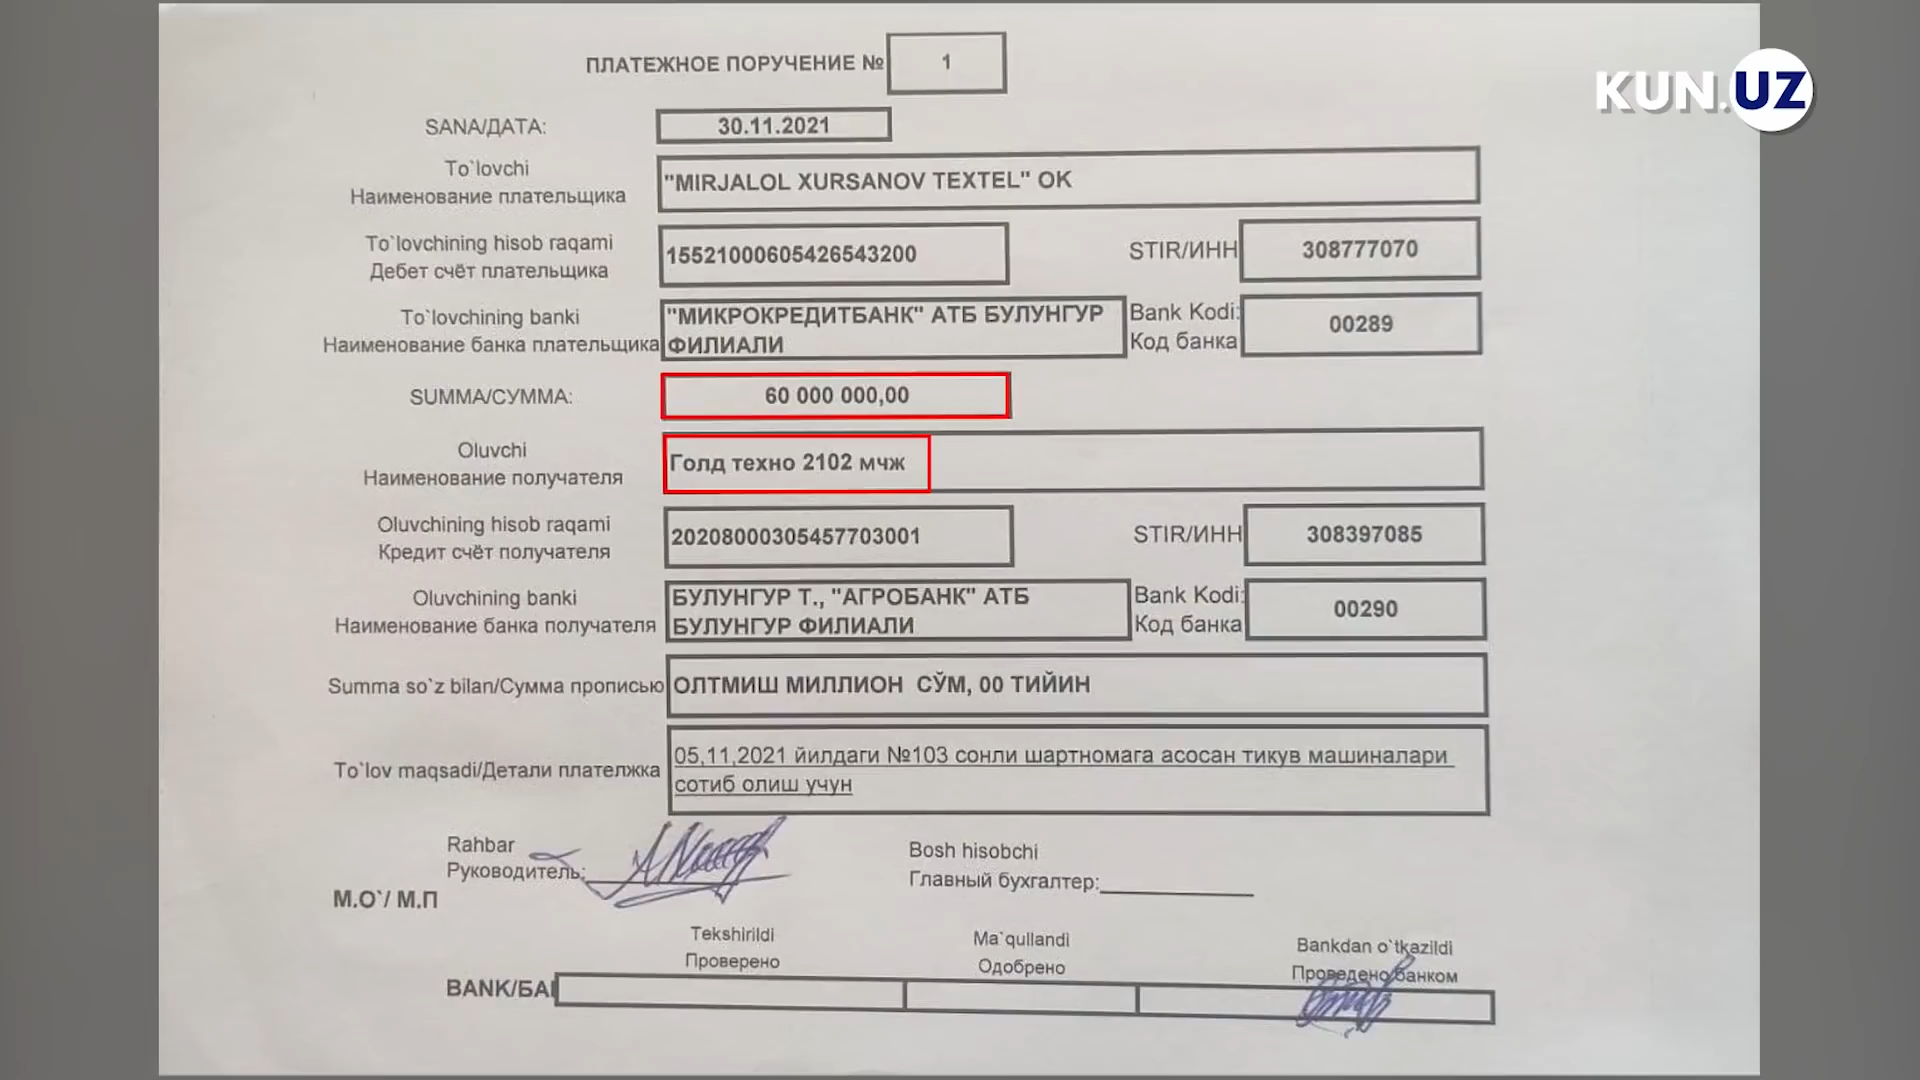 KUN.UZ
ПЛАТЕЖНОЕ ПОРУЧЕНИЕ № 1
SANA/ДАТА: 30.11.2021
To`lovchi
Наименование плательщика
"MIRJALOL XURSANOV TEXTEL" OK
To`lovchining hisob raqami
Дебет счёт плательщика
15521000605426543200
STIR/ИНН 308777070
To`lovchining banki
Наименование банка плательщика
"МИКРОКРЕДИТБАНК" АТБ БУЛУНГУР
ФИЛИАЛИ
Bank Kodi:
Код банка
00289
SUMMA/СУММА: 60 000 000,00
Oluvchi
Наименование получателя
Голд техно 2102 мчж
Oluvchining hisob raqami
Кредит счёт получателя
20208000305457703001
STIR/ИНН 308397085
Oluvchining banki
Наименование банка получателя
БУЛУНГУР Т., "АГРОБАНК" АТБ
БУЛУНГУР ФИЛИАЛИ
Bank Kodi:
Код банка
00290
Summa so`z bilan/Сумма прописью ОЛТМИШ МИЛЛИОН СЎМ, 00 ТИЙИН
To`lov maqsadi/Детали плателжка
05,11,2021 йилдаги №103 сонли шартномага асосан тикув машиналари
сотиб олиш учун
Rahbar
Руководитель:
Bosh hisobchi
Главный бухгалтер:
М.О`/ М.П
Tekshirildi
Проверено
Ma`qullandi
Одобрено
Bankdan o`tkazildi
Проведено банком
BANK/БА